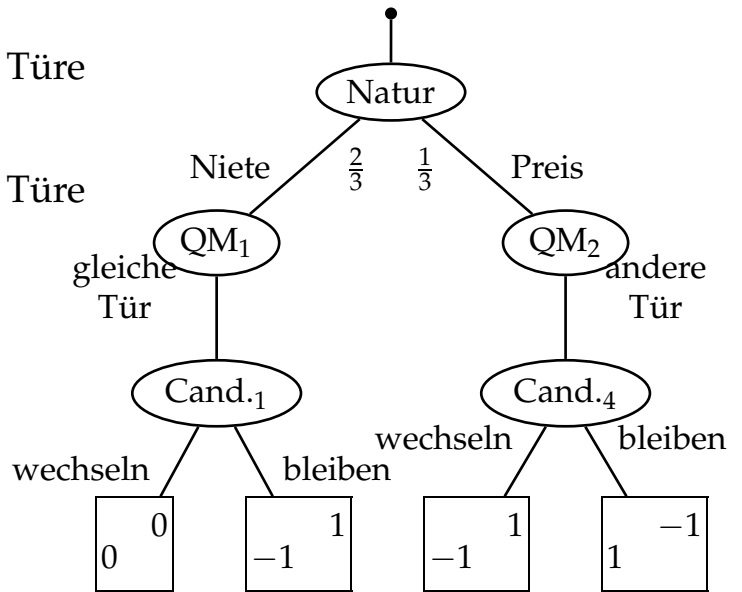 Türe
Natur
Niete
2/3
1/3
Preis
Türe
QM₁
QM₂
gleiche
Tür
andere
Tür
Cand.₁
Cand.₄
wechseln
bleiben
wechseln
bleiben
0
0
1
−1
1
−1
−1
1